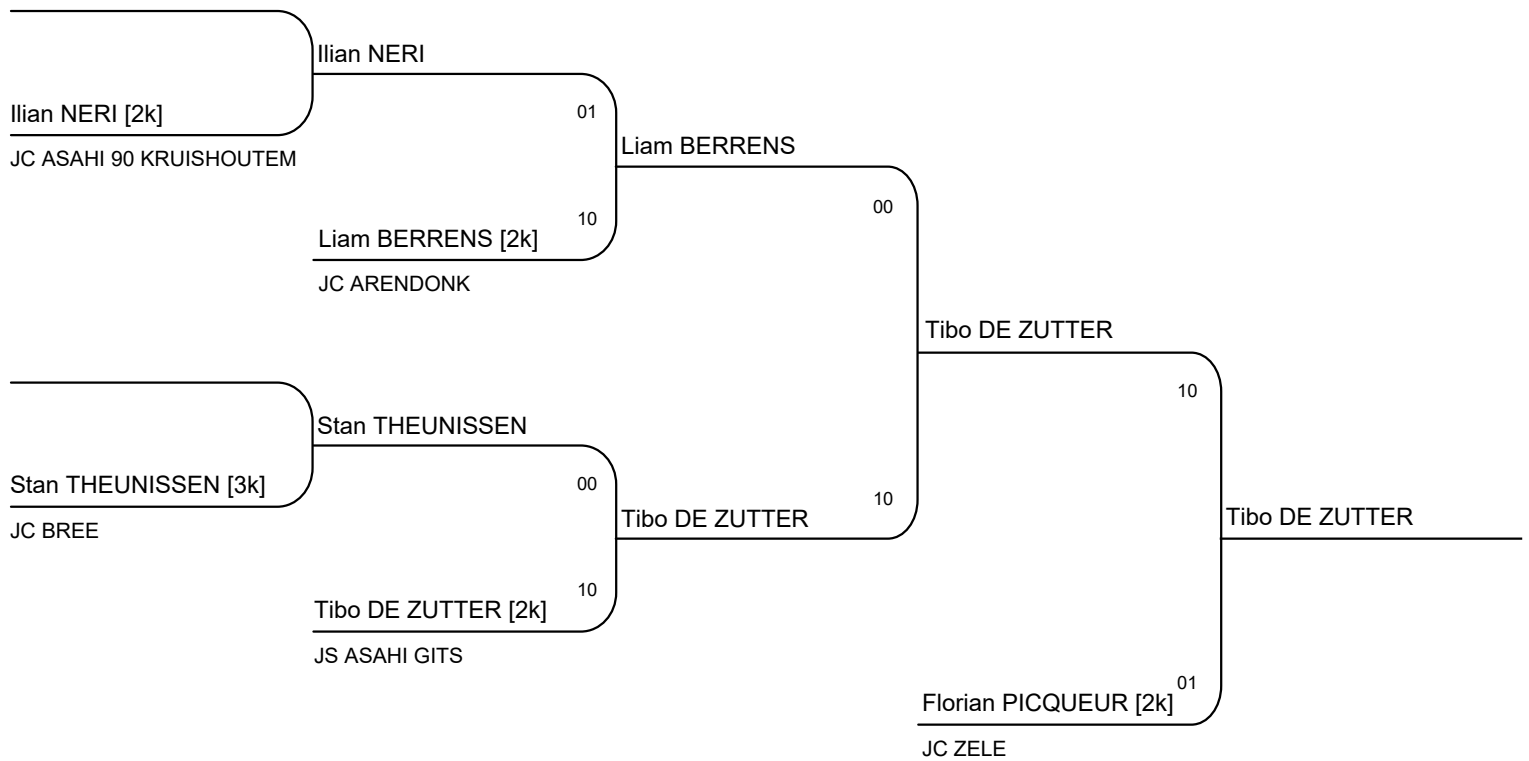 Ilian NERI
Ilian NERI [2k]
01
JC ASAHI 90 KRUISHOUTEM
Liam BERRENS
00
10
Liam BERRENS [2k]
JC ARENDONK
Tibo DE ZUTTER
10
Stan THEUNISSEN
Stan THEUNISSEN [3k]
00
JC BREE
10
Tibo DE ZUTTER
Tibo DE ZUTTER
10
Tibo DE ZUTTER [2k]
JS ASAHI GITS
01
Florian PICQUEUR [2k]
JC ZELE